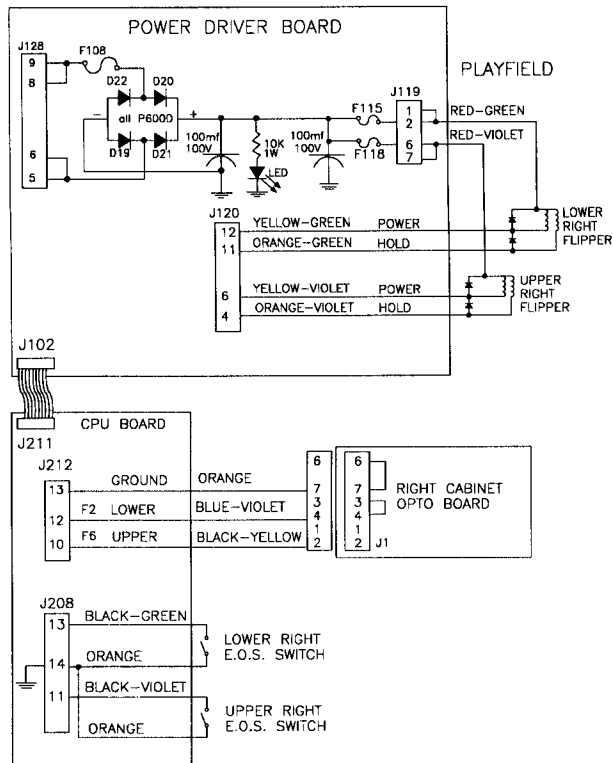 POWER DRIVER BOARD
J128
F108
9
8
6
5
D22 D20
all P6000
D19 D21
- +
100mf
100V
10K
1W
LED
100mf
100V
F115
F118
J119
1
2
6
7
PLAYFIELD
RED-GREEN
RED-VIOLET
J120
12 YELLOW-GREEN POWER
11 ORANGE-GREEN HOLD
LOWER
RIGHT
FLIPPER
6 YELLOW-VIOLET POWER
4 ORANGE-VIOLET HOLD
UPPER
RIGHT
FLIPPER
J102
J211
CPU BOARD
J212
13 GROUND ORANGE
12 F2 LOWER BLUE-VIOLET
10 F6 UPPER BLACK-YELLOW
6
7
3
4
1
2
6
7
3
4
1
2
J1
RIGHT CABINET
OPTO BOARD
J208
13 BLACK-GREEN
14 ORANGE
LOWER RIGHT
E.O.S. SWITCH
11 BLACK-VIOLET
ORANGE
UPPER RIGHT
E.O.S. SWITCH